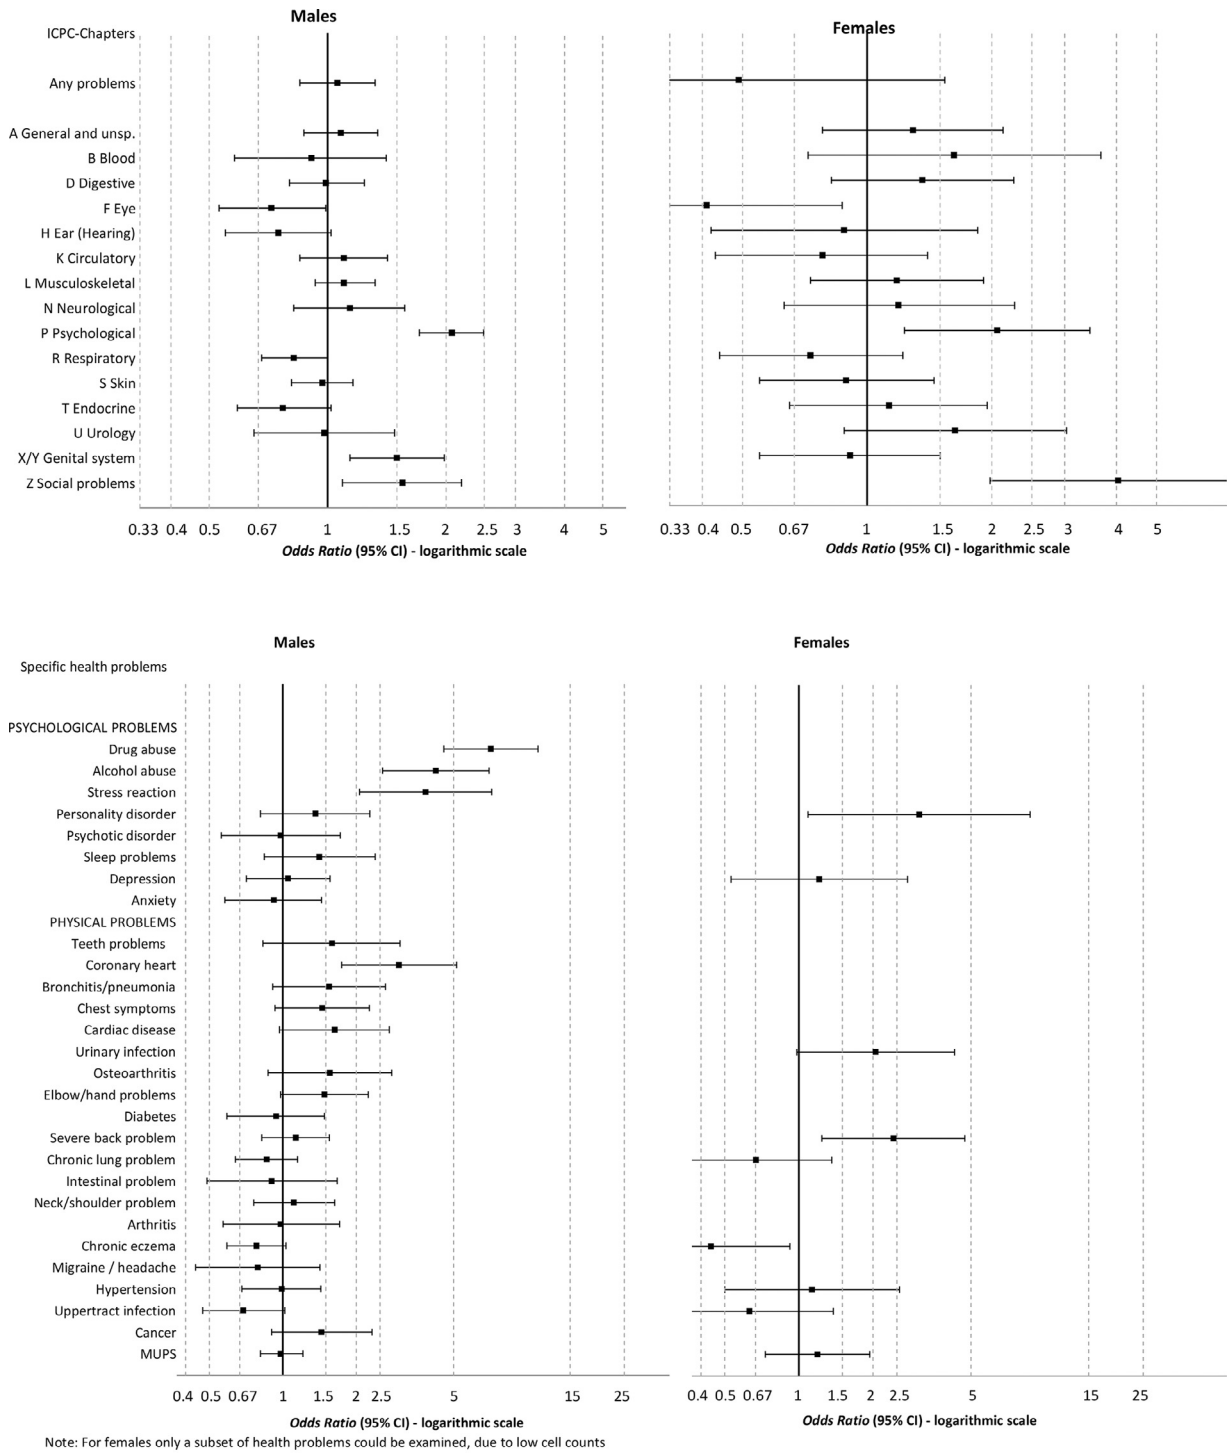 Males
Females
ICPC-Chapters
Any problems
A General and unsp.
B Blood
D Digestive
F Eye
H Ear (Hearing)
K Circulatory
L Musculoskeletal
N Neurological
P Psychological
R Respiratory
S Skin
T Endocrine
U Urology
X/Y Genital system
Z Social problems
0.33 0.4 0.5 0.67 1 1.5 2 2.5 3 4 5
0.33 0.4 0.5 0.67 1 1.5 2 2.5 3 4 5
Odds Ratio (95% CI) - logarithmic scale
Odds Ratio (95% CI) - logarithmic scale
Males
Females
Specific health problems
PSYCHOLOGICAL PROBLEMS
Drug abuse
Alcohol abuse
Stress reaction
Personality disorder
Psychotic disorder
Sleep problems
Depression
Anxiety
PHYSICAL PROBLEMS
Teeth problems
Coronary heart
Bronchitis/pneumonia
Chest symptoms
Cardiac disease
Urinary infection
Osteoarthritis
Elbow/hand problems
Diabetes
Severe back problem
Chronic lung problem
Intestinal problem
Neck/shoulder problem
Arthritis
Chronic eczema
Migraine / headache
Hypertension
Uppertract infection
Cancer
MUPS
0.4 0.5 0.67 1 1.5 2 2.5 5 15 25
0.4 0.5 0.67 1 1.5 2 2.5 5 15 25
Odds Ratio (95% CI) - logarithmic scale
Odds Ratio (95% CI) - logarithmic scale
Note: For females only a subset of health problems could be examined, due to low cell counts